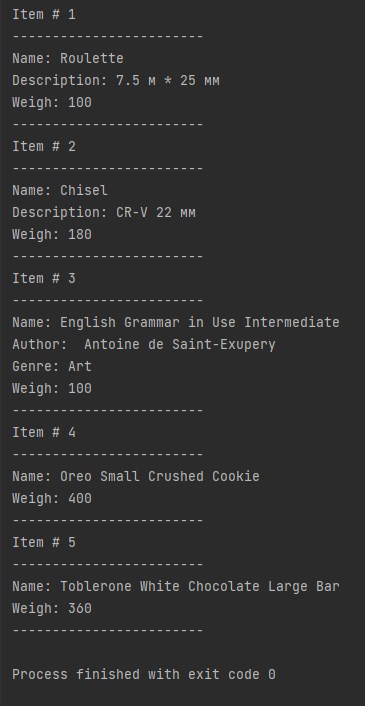 Item # 1
------------------------
Name: Roulette
Description: 7.5 м * 25 мм
Weigh: 100
------------------------
Item # 2
------------------------
Name: Chisel
Description: CR-V 22 мм
Weigh: 180
------------------------
Item # 3
------------------------
Name: English Grammar in Use Intermediate
Author:  Antoine de Saint-Exupery
Genre: Art
Weigh: 100
------------------------
Item # 4
------------------------
Name: Oreo Small Crushed Cookie
Weigh: 400
------------------------
Item # 5
------------------------
Name: Toblerone White Chocolate Large Bar
Weigh: 360
------------------------
Process finished with exit code 0